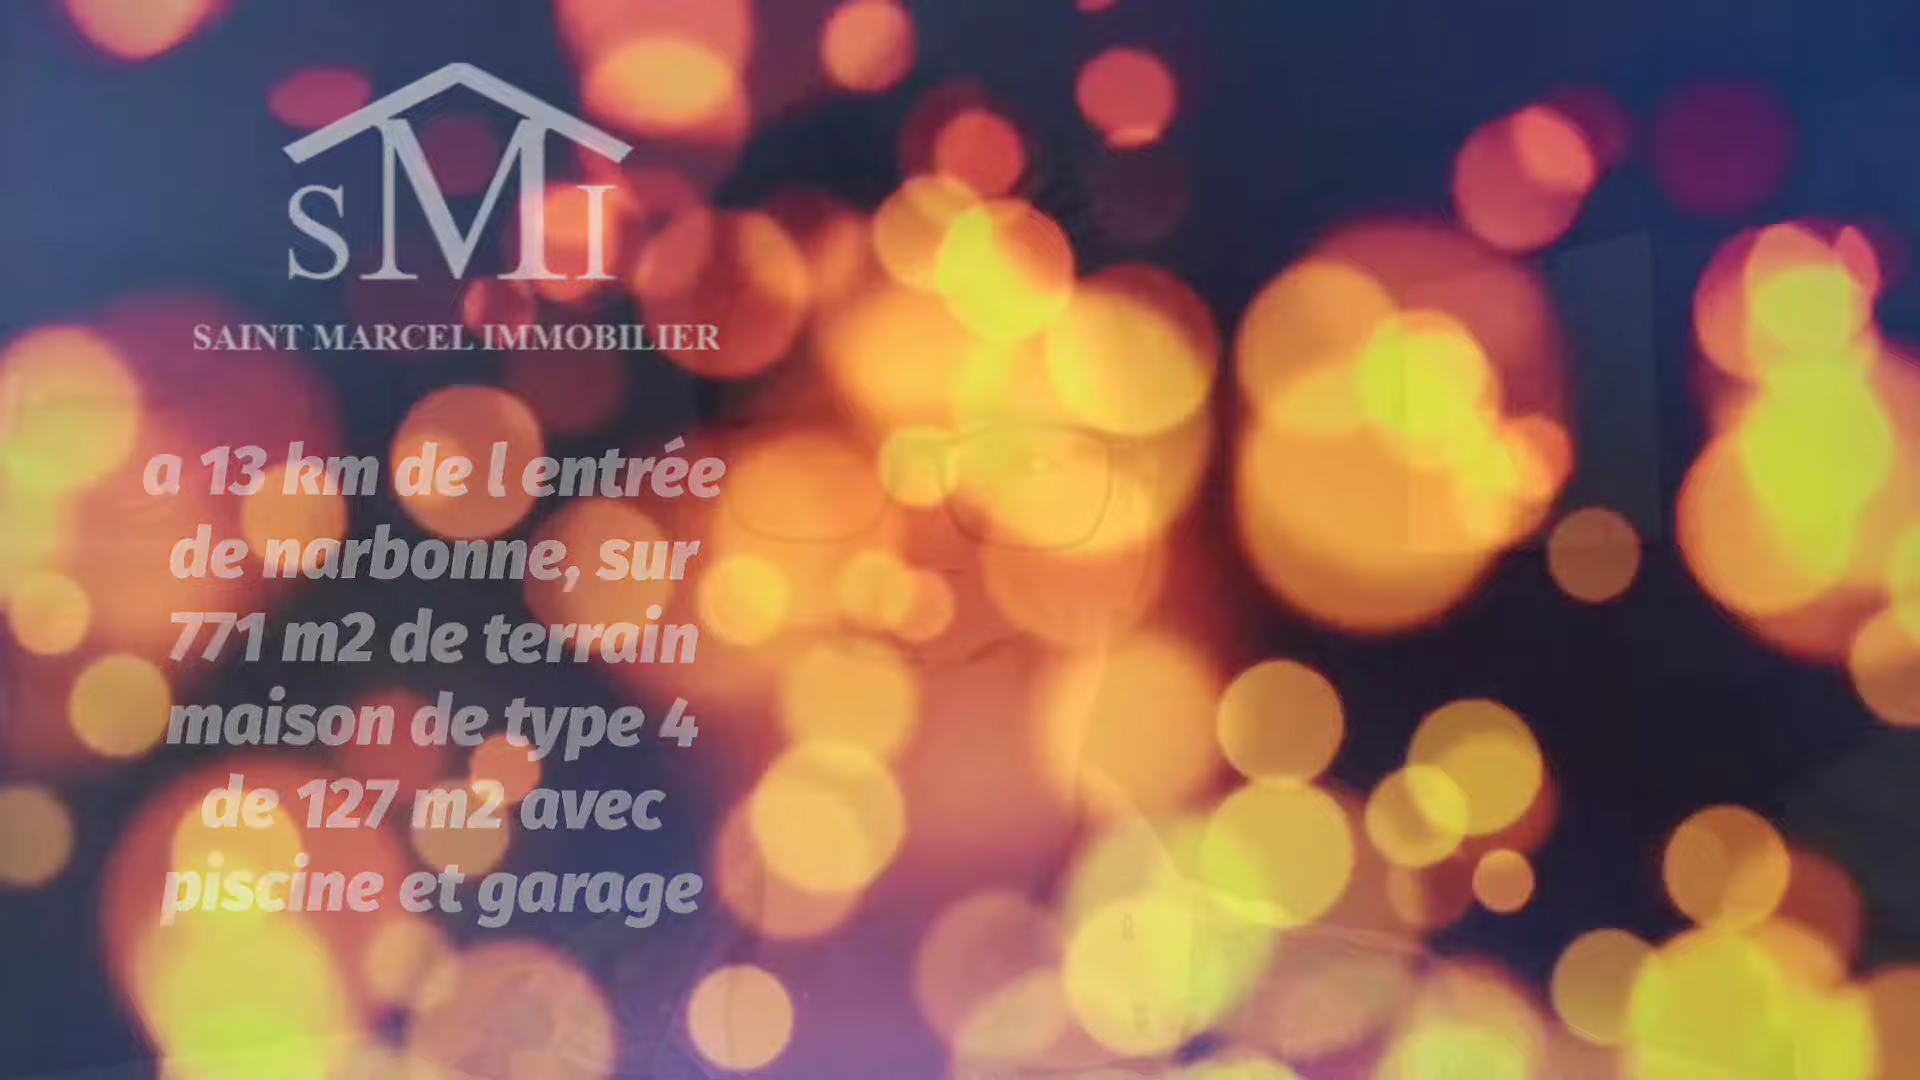 SMI
SAINT MARCEL IMMOBILIER
a 13 km de l entrée
de narbonne, sur
771 m2 de terrain
maison de type 4
de 127 m2 avec
piscine et garage